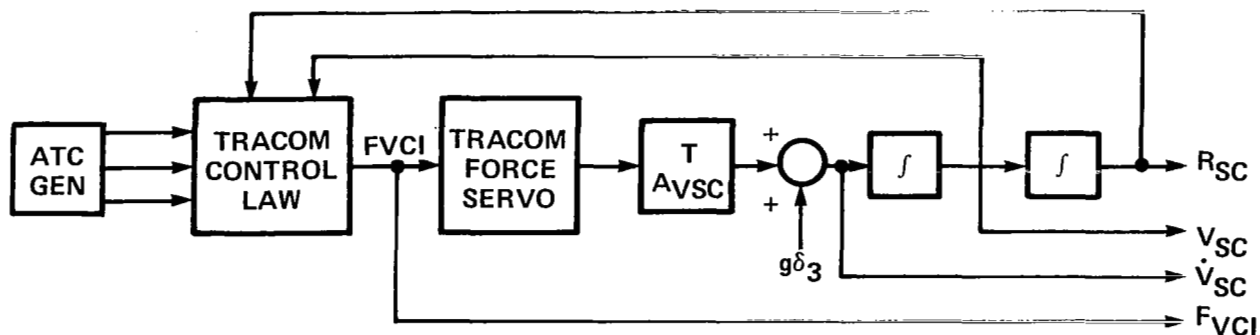 ATC
GEN
TRACOM
CONTROL
LAW
FVCI
TRACOM
FORCE
SERVO
T
AVSC
+
+
gδ3
∫
∫
RSC
VSC
V̇SC
FVCI